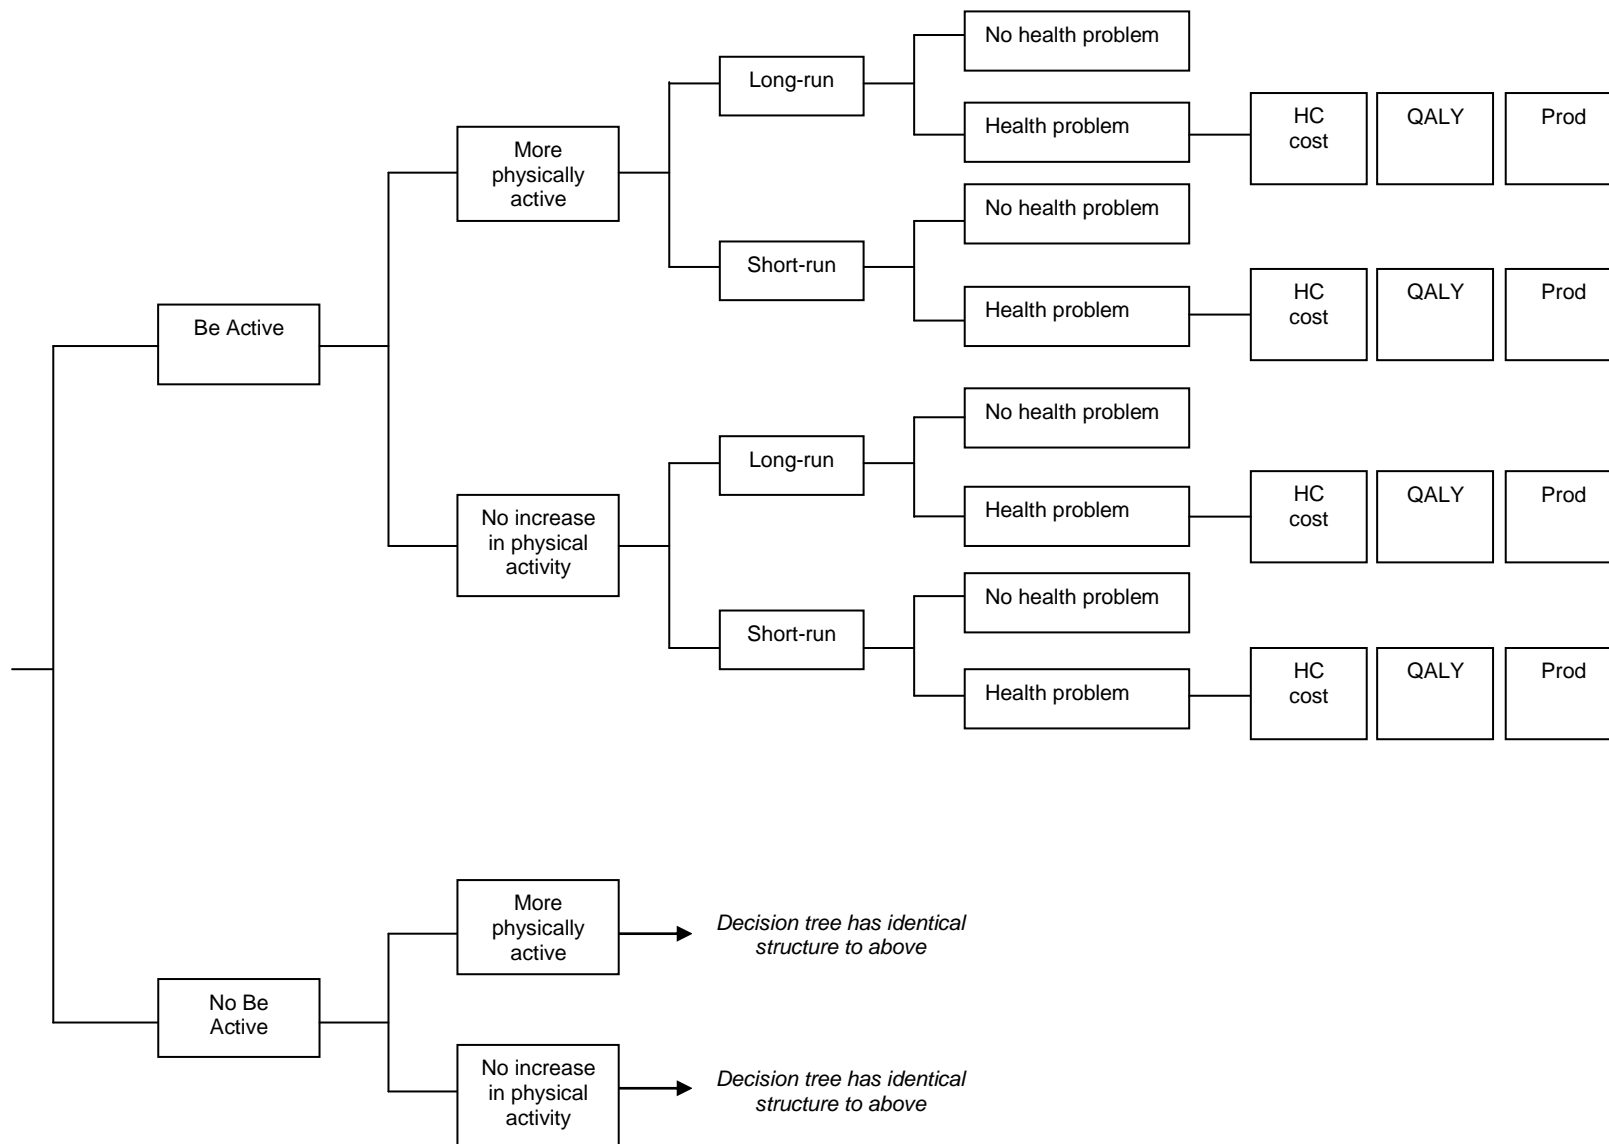 No health problem
Long-run
Health problem
HC
cost
QALY
Prod
More
physically
active
No health problem
Short-run
Health problem
HC
cost
QALY
Prod
Be Active
No health problem
Long-run
Health problem
HC
cost
QALY
Prod
No increase
in physical
activity
No health problem
Short-run
Health problem
HC
cost
QALY
Prod
More
physically
active
Decision tree has identical
structure to above
No Be
Active
No increase
in physical
activity
Decision tree has identical
structure to above